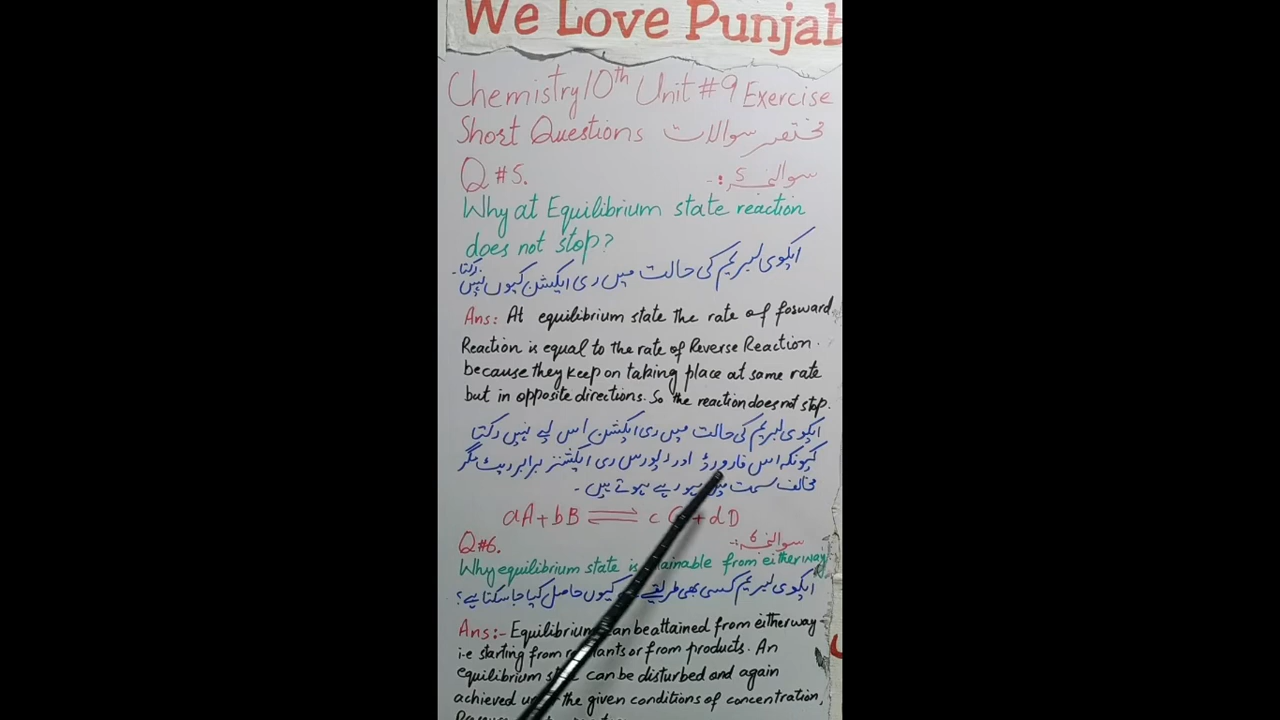 We Love Punjab
Chemistry 10th Unit #9 Exercise
Short Questions مختصر سوالات
Q #5. سوال نمبر 5:-
Why at Equilibrium state reaction
does not stop?
ایکوی لبریم کی حالت میں ری ایکشن کیوں نہیں رکتا۔
Ans: At equilibrium state the rate of forward
Reaction is equal to the rate of Reverse Reaction.
because they keep on taking place at same rate
but in opposite directions. So the reaction does not stop.
ایکوی لبریم کی حالت میں ری ایکشن اس لیے نہیں رکتا
کیونکہ اس فارورڈ اور ریورس ری ایکشنز برابر ریٹ مگر
مخالف سمت میں ہو رہے ہوتے ہیں۔
aA + bB ⇌ c C + dD
Q#6. سوال نمبر 6:-
Why equilibrium state is from either way
ایکوی لبریم کسی بھی طریقے کیوں حاصل کیا جا سکتا ہے؟
Ans:- Equilibrium can be attained from either way-
i.e starting from reactants or from products. An
equilibrium state can be disturbed and again
achieved under the given conditions of concentration,